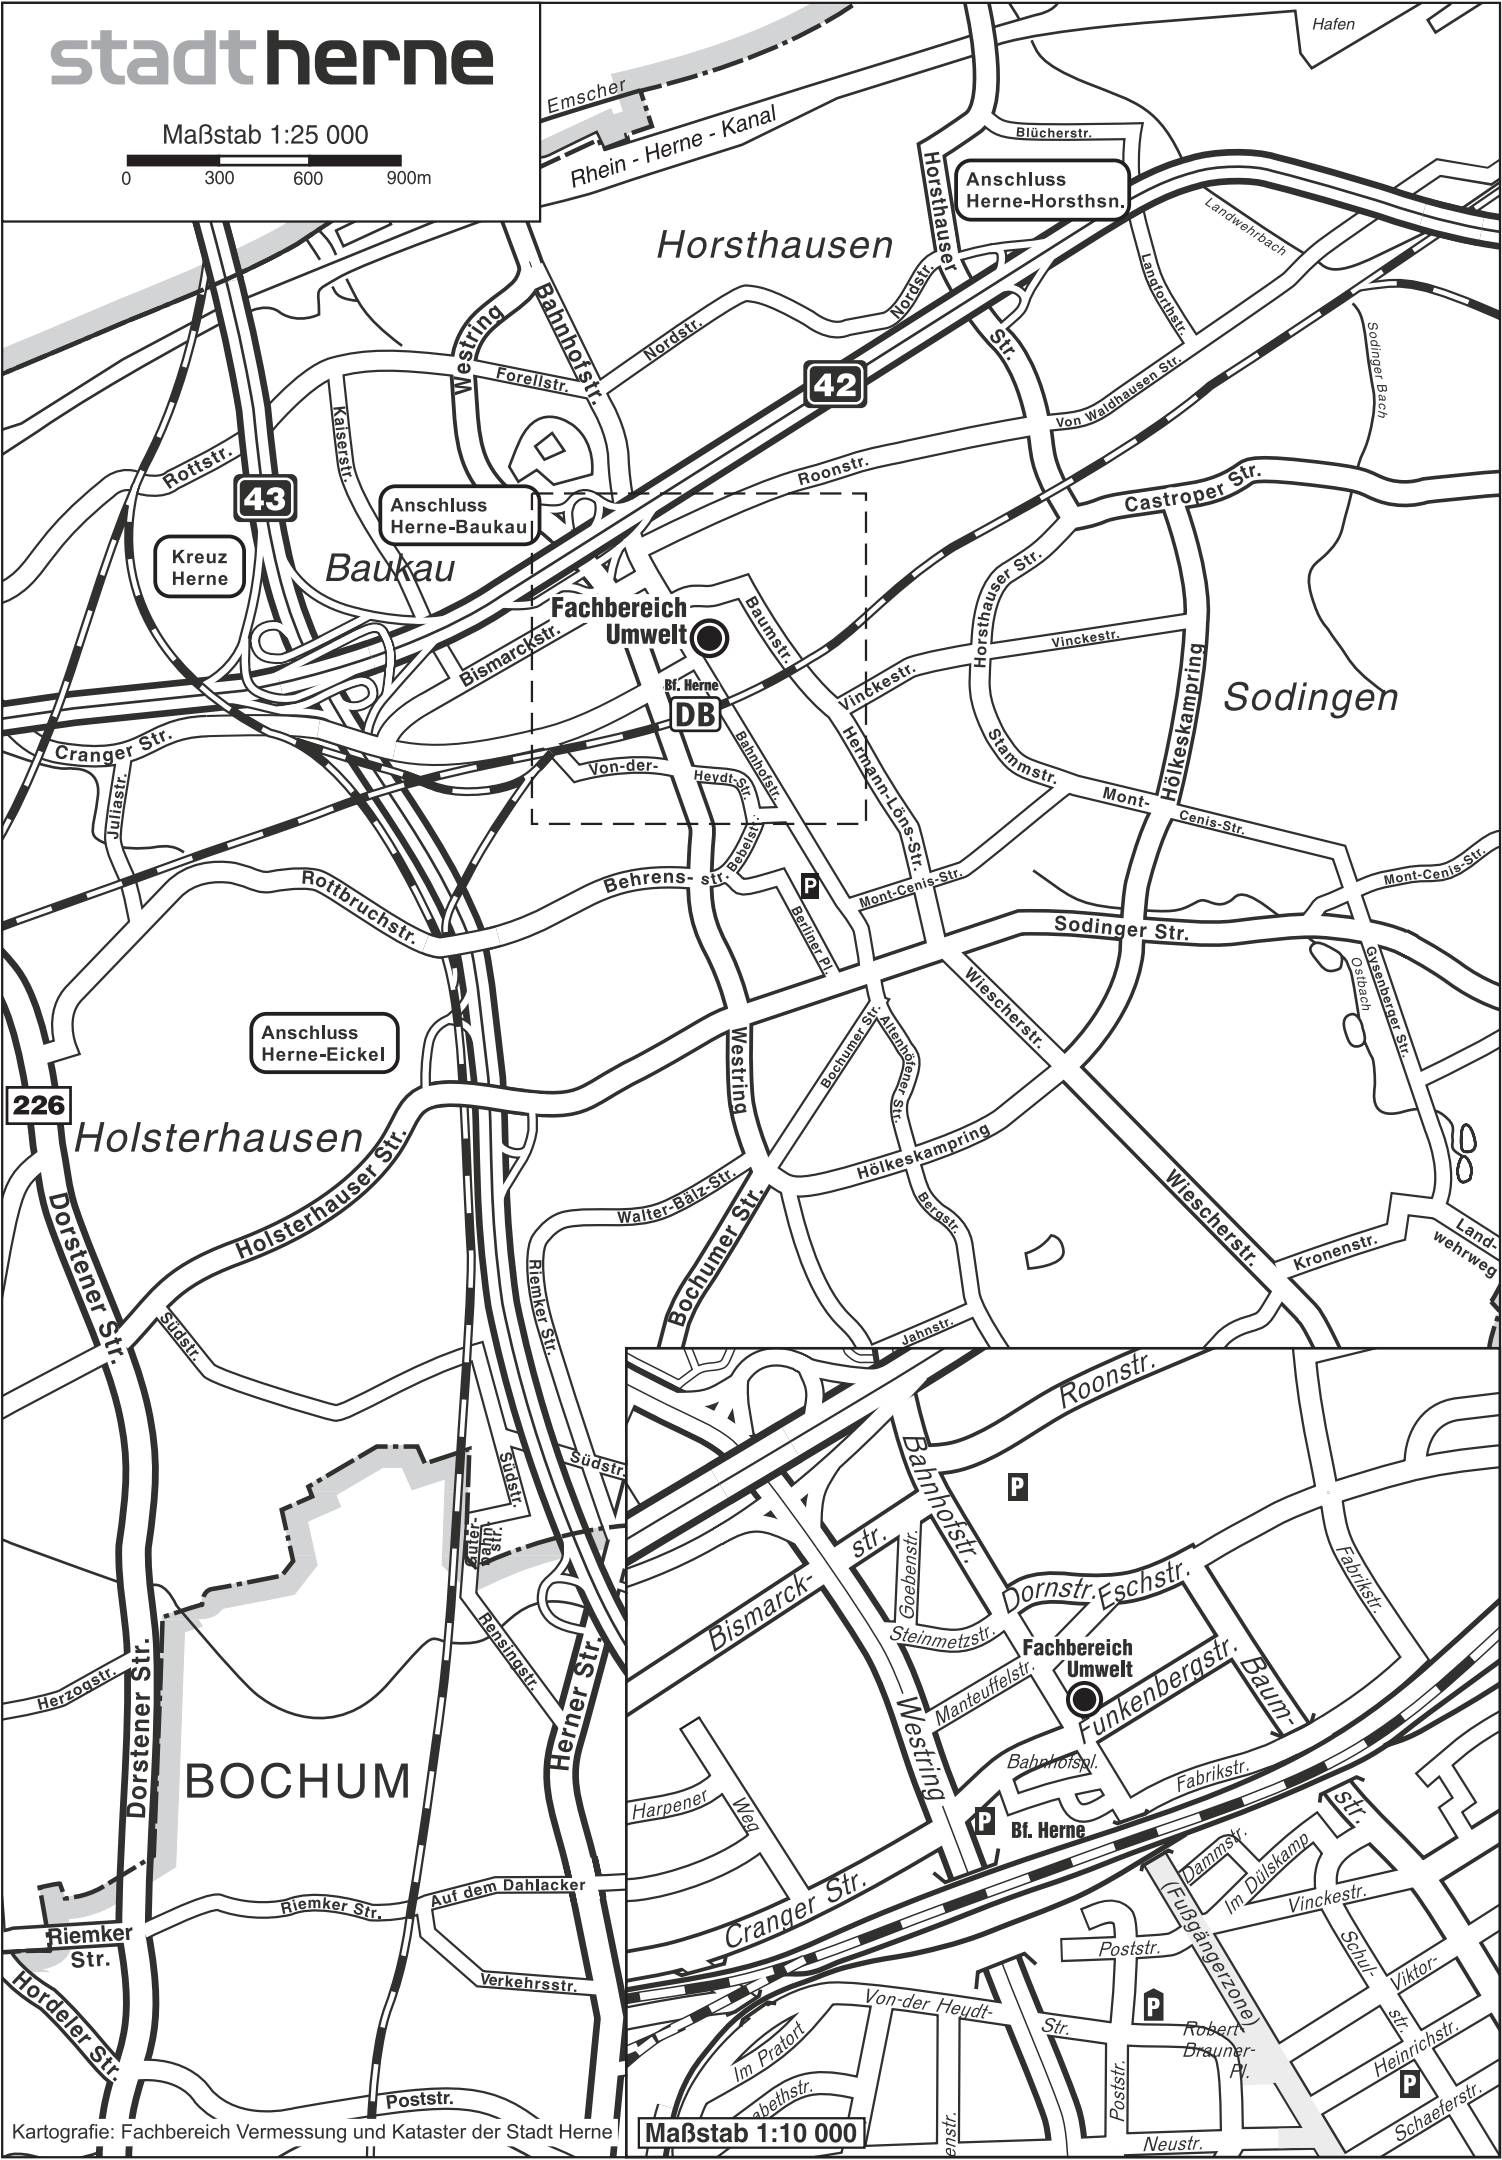 stadtherne
Maßstab 1:25 000
0 300 600 900m
Emscher
Rhein - Herne - Kanal
Hafen
Blücherstr.
Horsthauser
Anschluss
Herne-Horsthsn.
Landwehrbach
Horsthausen
Nordstr.
Langforthstr.
Bahnhofstr.
Westring
Nordstr.
Str.
Sodinger Bach
Forellstr.
42
Von Waldhausen Str.
Kaiserstr.
Rottstr.
Roonstr.
Castroper Str.
43
Anschluss
Herne-Baukau
Kreuz
Herne
Baukau
Horsthauser Str.
Fachbereich
Umwelt
Baumstr.
Vinckestr.
Bismarckstr.
Bf. Herne
DB
Vinckestr.
Hölkeskampring
Sodingen
Cranger Str.
Bahnhofstr.
Hermann-Löns-Str.
Stammstr.
Von-der-
Heydt-Str.
Juliastr.
Mont-
Cenis-Str.
Bebelstr.
Rottbruchstr.
Behrens- str.
P
Mont-Cenis-Str.
Mont-Cenis-Str.
Berliner Pl.
Sodinger Str.
Wiescherstr.
Ostbach
Gysenberger Str.
Anschluss
Herne-Eickel
Westring
Bochumer Str.
Altenhöfener Str.
226
Holsterhausen
Holsterhauser Str.
Hölkeskampring
Walter-Bälz-Str.
Bergstr.
Wiescherstr.
Dorstener Str.
Bochumer Str.
Kronenstr.
Land-
wehrweg
Riemker Str.
Südstr.
Jahnstr.
Südstr.
Südstr.
Güter-
bahn-
str.
Rensingstr.
Herner Str.
Herzogstr.
Dorstener Str.
BOCHUM
Riemker Str.
Auf dem Dahlacker
Riemker
Str.
Verkehrsstr.
Hordeler Str.
Poststr.
Kartografie: Fachbereich Vermessung und Kataster der Stadt Herne
Roonstr.
Bahnhofstr.
P
str.
Goebenstr.
Bismarck-
Dornstr.
Eschstr.
Fabrikstr.
Steinmetzstr.
Fachbereich
Umwelt
Manteuffelstr.
Funkenbergstr.
Baum-
Westring
Bahnhofspl.
Fabrikstr.
Harpener
Weg
P
Bf. Herne
str.
Dammstr.
Im Dülskamp
Cranger Str.
(Fußgängerzone)
Vinckestr.
Poststr.
Schul-
Viktor-
Von-der Heydt-
Str.
P
Robert-
Brauner-
Pl.
str.
Heinrichstr.
Im Pratort
P
Poststr.
abethstr.
Schaeferstr.
enstr.
Neustr.
Maßstab 1:10 000